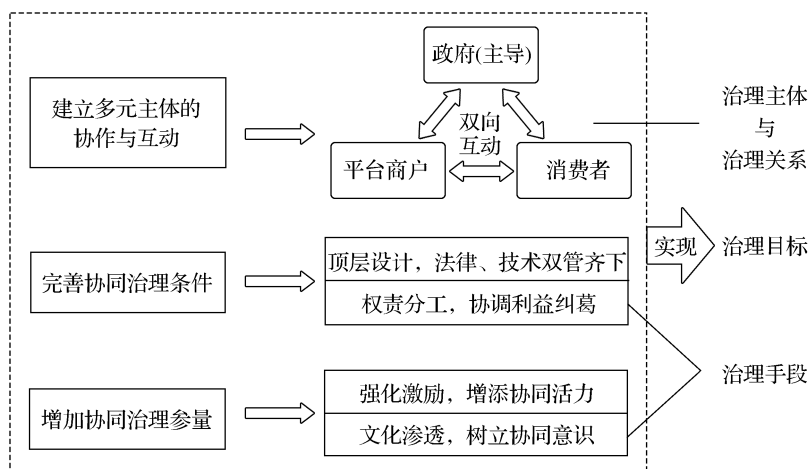 政府(主导)
建立多元主体的
协作与互动
双向
互动
平台商户
消费者
治理主体
与
治理关系
完善协同治理条件
顶层设计，法律、技术双管齐下
权责分工，协调利益纠葛
实现
治理目标
增加协同治理参量
强化激励，增添协同活力
文化渗透，树立协同意识
治理手段